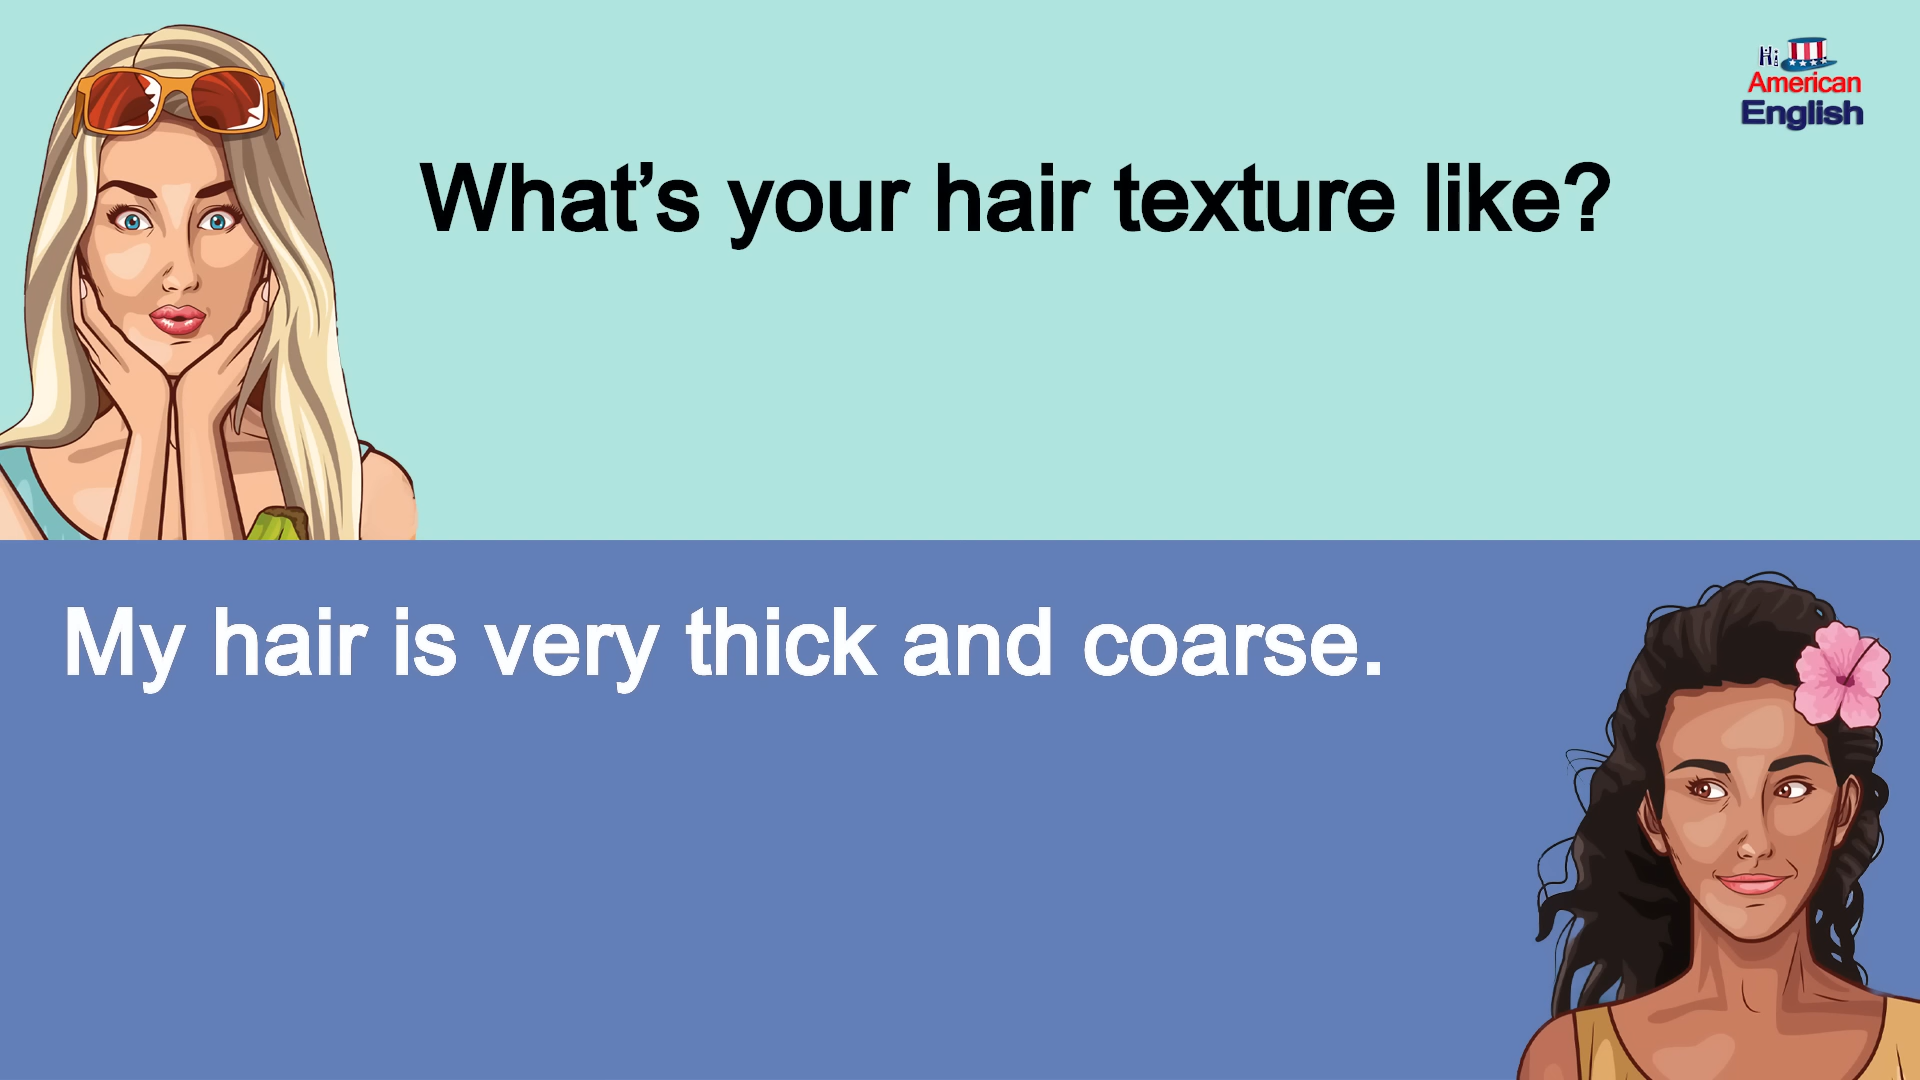 Hi
American
English
What’s your hair texture like?
My hair is very thick and coarse.